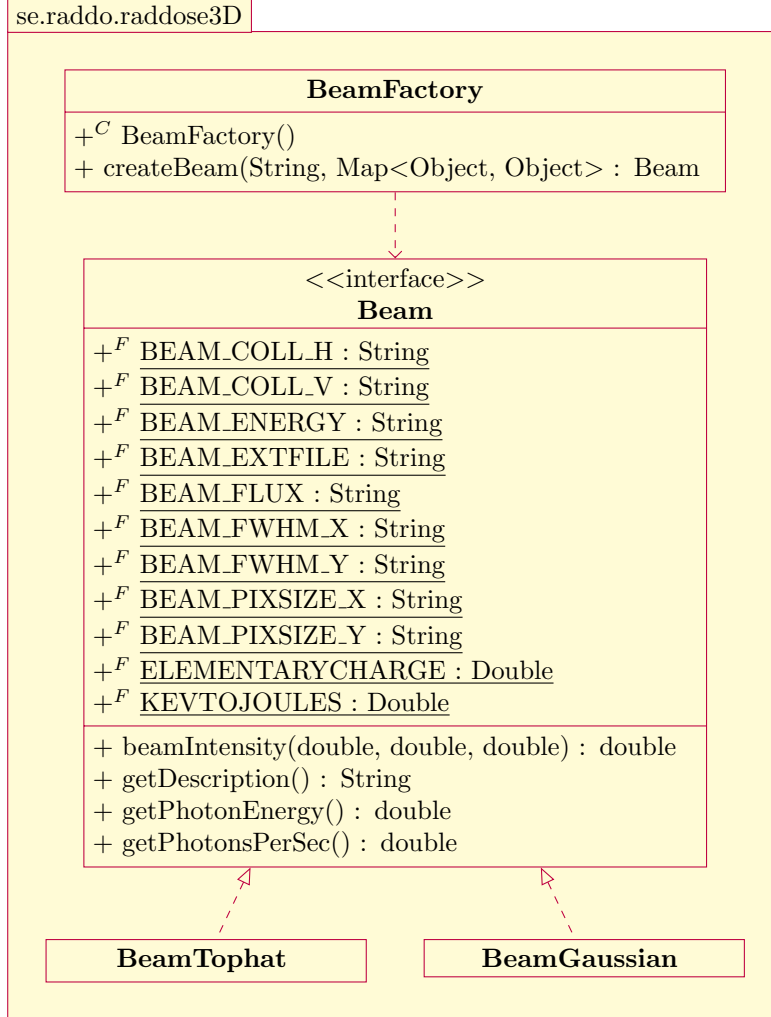 se.raddo.raddose3D
BeamFactory
+C BeamFactory()
+ createBeam(String, Map<Object, Object> : Beam
<<interface>>
Beam
+F BEAM_COLL_H : String
+F BEAM_COLL_V : String
+F BEAM_ENERGY : String
+F BEAM_EXTFILE : String
+F BEAM_FLUX : String
+F BEAM_FWHM_X : String
+F BEAM_FWHM_Y : String
+F BEAM_PIXSIZE_X : String
+F BEAM_PIXSIZE_Y : String
+F ELEMENTARYCHARGE : Double
+F KEVTOJOULES : Double
+ beamIntensity(double, double, double) : double
+ getDescription() : String
+ getPhotonEnergy() : double
+ getPhotonsPerSec() : double
BeamTophat
BeamGaussian